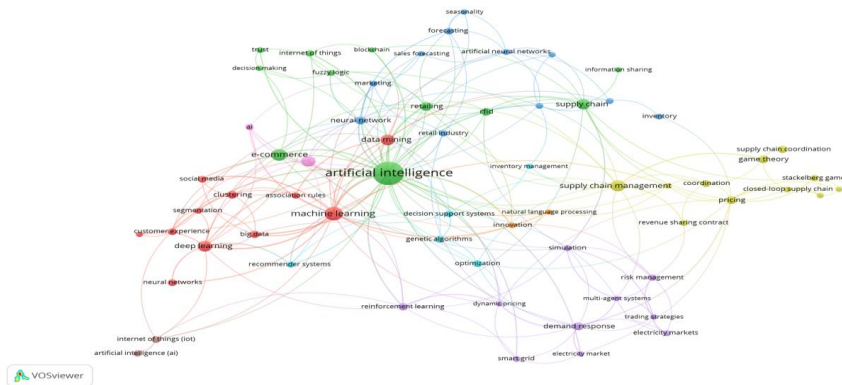 seasonality
forecasting
trust
internet of things
blockchain
sales forecasting
artificial neural networks
decision making
fuzzy logic
information sharing
marketing
retailing
rfid
supply chain
ai
neural network
inventory
data mining
retail industry
e-commerce
supply chain coordination
game theory
artificial intelligence
inventory management
social media
supply chain management
coordination
stackelberg game
clustering
association rules
closed-loop supply chain
pricing
segmentation
machine learning
decision support systems
natural language processing
customer experience
big data
innovation
revenue sharing contract
deep learning
genetic algorithms
simulation
recommender systems
optimization
neural networks
risk management
reinforcement learning
dynamic pricing
multi-agent systems
trading strategies
demand response
electricity markets
internet of things (iot)
artificial intelligence (ai)
smart grid
electricity market
VOSviewer